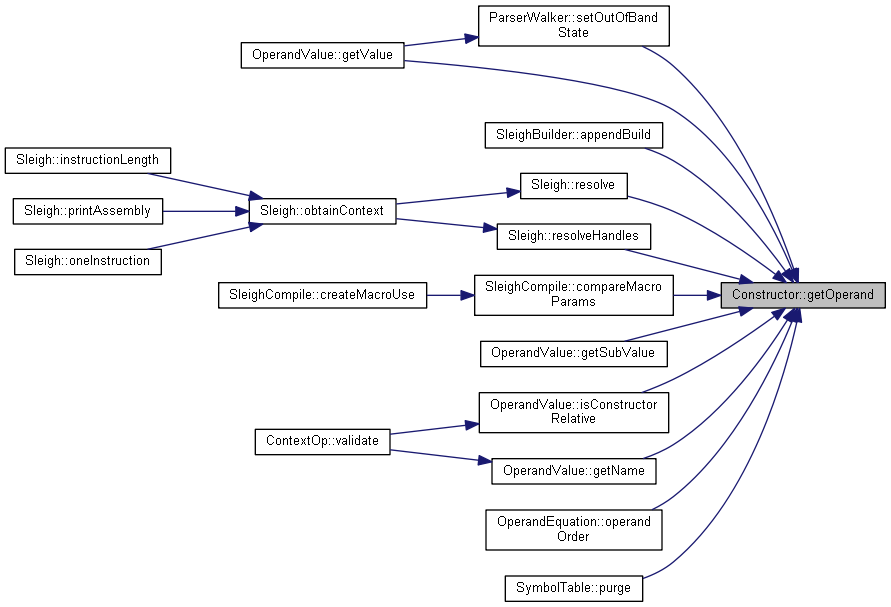 ParserWalker::setOutOfBand
State
OperandValue::getValue
SleighBuilder::appendBuild
Sleigh::instructionLength
Sleigh::resolve
Sleigh::printAssembly
Sleigh::obtainContext
Sleigh::resolveHandles
Sleigh::oneInstruction
SleighCompile::createMacroUse
SleighCompile::compareMacro
Params
Constructor::getOperand
OperandValue::getSubValue
OperandValue::isConstructor
Relative
ContextOp::validate
OperandValue::getName
OperandEquation::operand
Order
SymbolTable::purge